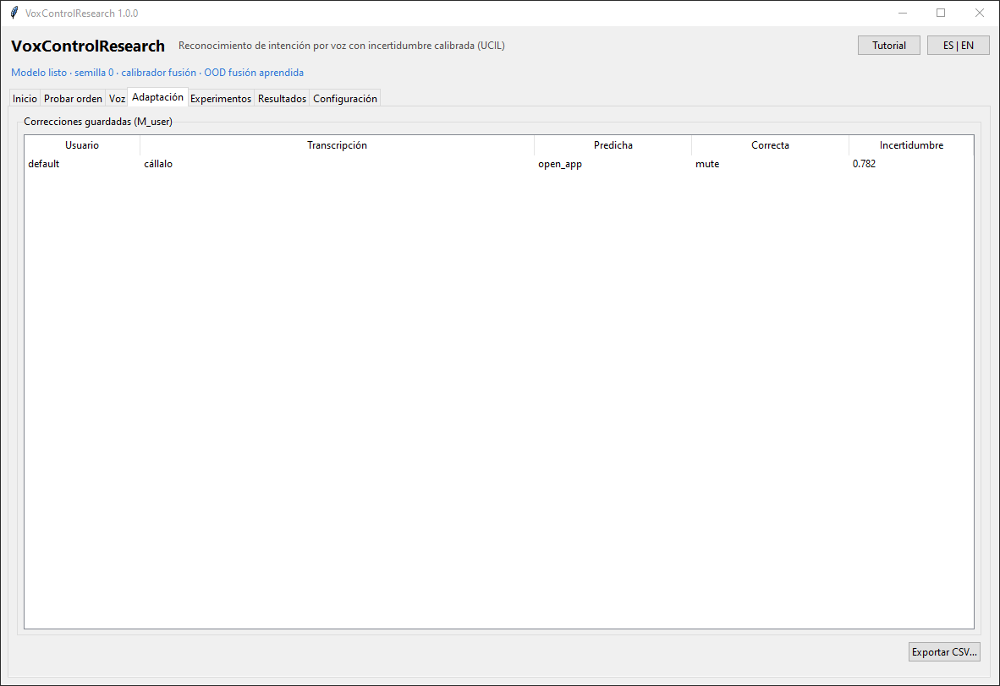 VoxControlResearch 1.0.0
VoxControlResearch Reconocimiento de intención por voz con incertidumbre calibrada (UCIL) Tutorial ES | EN
Modelo listo · semilla 0 · calibrador fusión · OOD fusión aprendida
Inicio Probar orden Voz Adaptación Experimentos Resultados Configuración
Correcciones guardadas (M_user)
Usuario Transcripción Predicha Correcta Incertidumbre
default cállalo open_app mute 0.782
Exportar CSV...